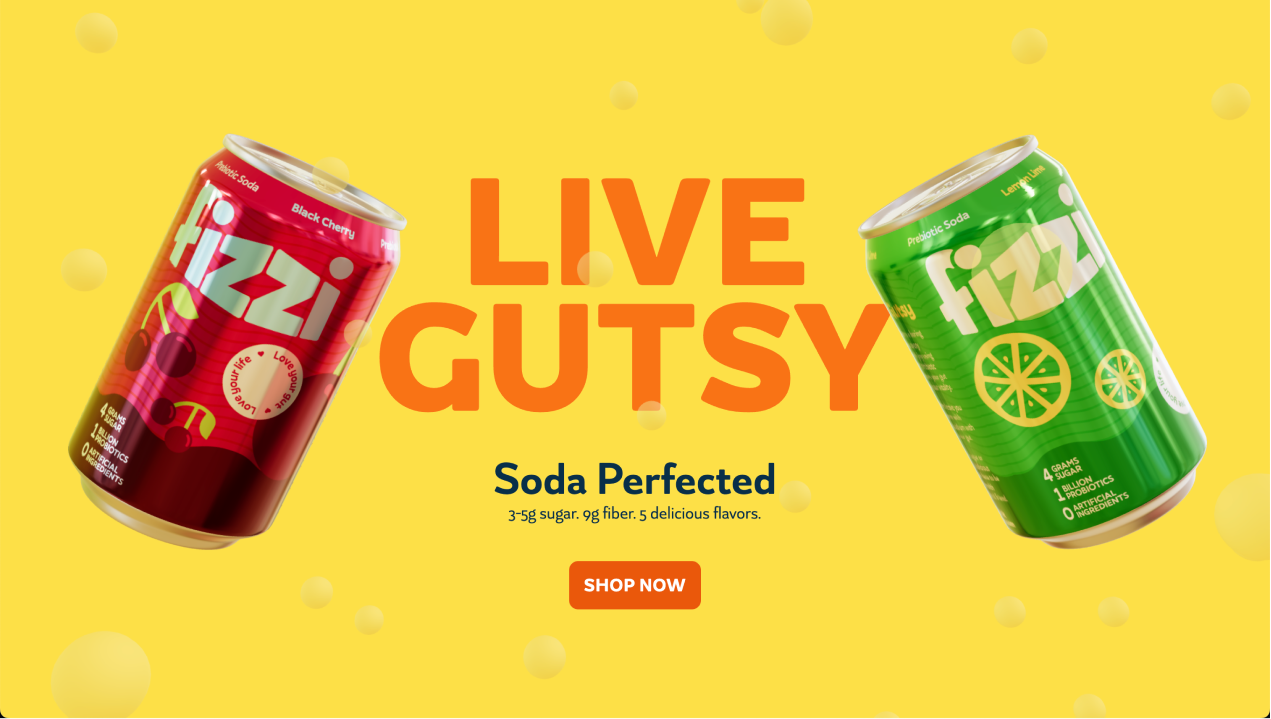 Prebiotic Soda
Black Cherry
fizzi
Love your life ♥ Love your gut ♥
4 GRAMS
SUGAR
1 BILLION
PROBIOTICS
0 ARTIFICIAL
INGREDIENTS
LIVE
GUTSY
Soda Perfected
3-5g sugar. 9g fiber. 5 delicious flavors.
SHOP NOW
Prebiotic Soda
Lemon Lime
fizzi
4 GRAMS
SUGAR
1 BILLION
PROBIOTICS
0 ARTIFICIAL
INGREDIENTS